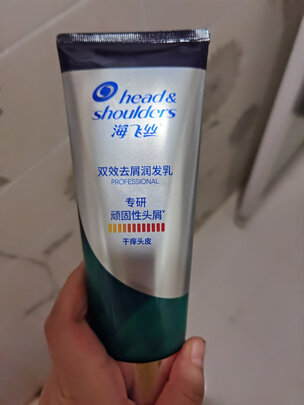 head&
shoulders
海飞丝
双效去屑润发乳
PROFESSIONAL
专研
顽固性头屑*
干痒头皮